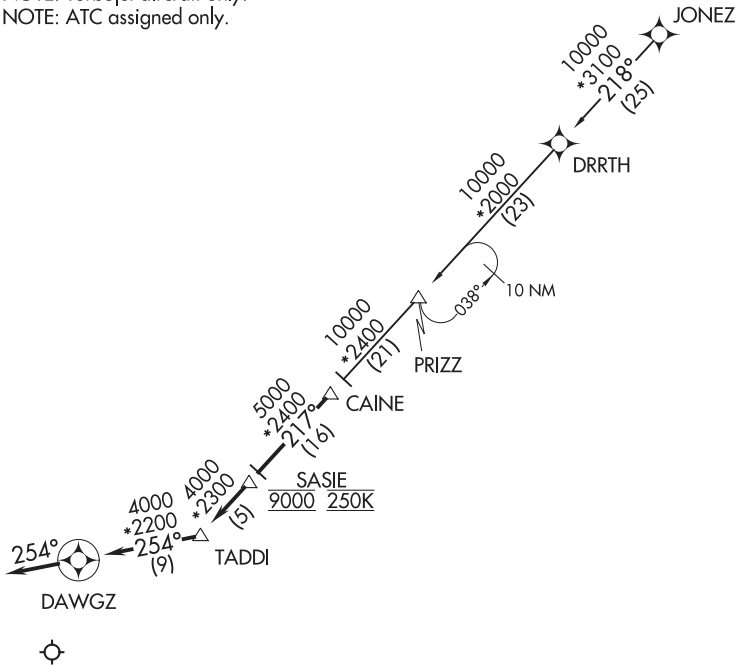 NOTE: Turbojet aircraft only.
NOTE: ATC assigned only.
JONEZ
10000
*3100
218°
(25)
DRRTH
10000
*2000
(23)
038°
10 NM
PRIZZ
10000
*2400
(21)
CAINE
5000
*2400
217°
(16)
SASIE
9000 250K
4000
*2300
(5)
TADDI
4000
*2200
254°
(9)
254°
DAWGZ